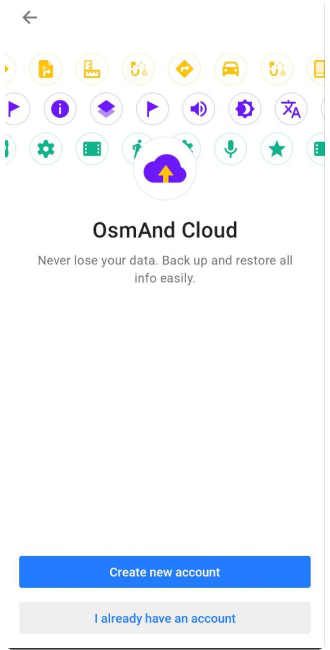 OsmAnd Cloud
Never lose your data. Back up and restore all
info easily.
Create new account
I already have an account